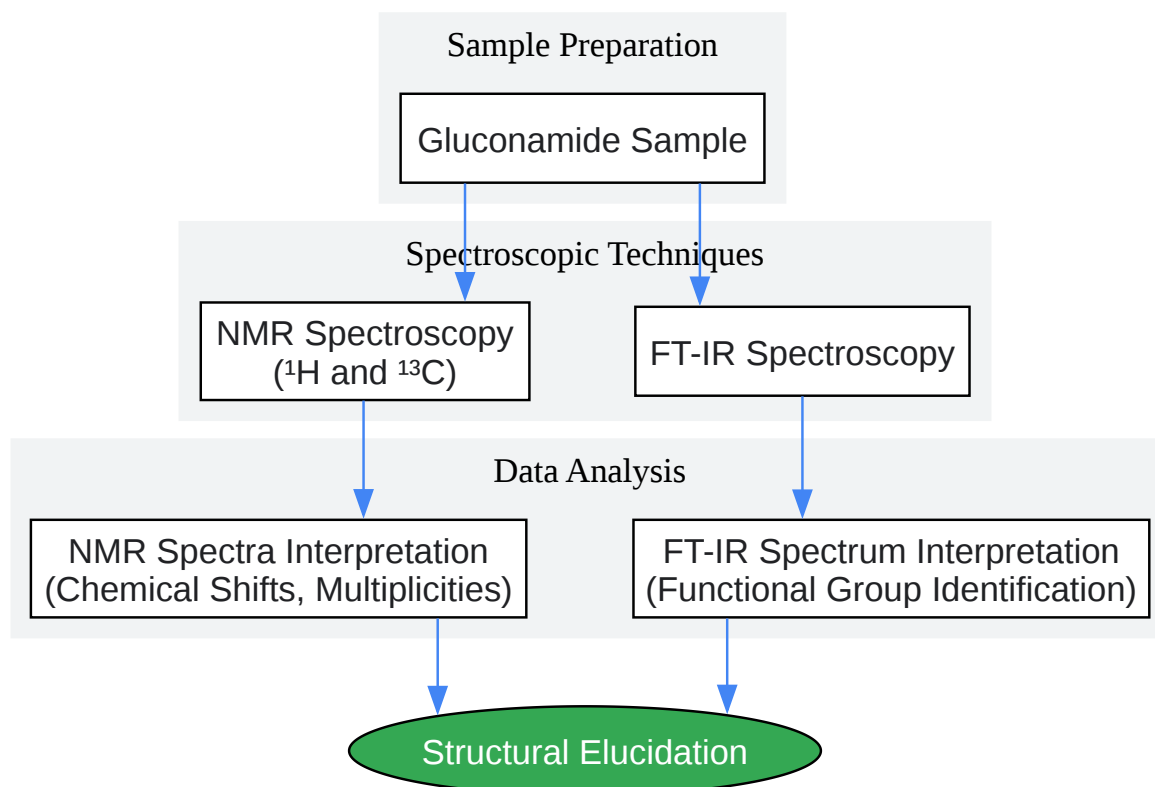 Sample Preparation
Gluconamide Sample
Spectroscopic Techniques
NMR Spectroscopy
(¹H and ¹³C)
FT-IR Spectroscopy
Data Analysis
NMR Spectra Interpretation
(Chemical Shifts, Multiplicities)
FT-IR Spectrum Interpretation
(Functional Group Identification)
Structural Elucidation